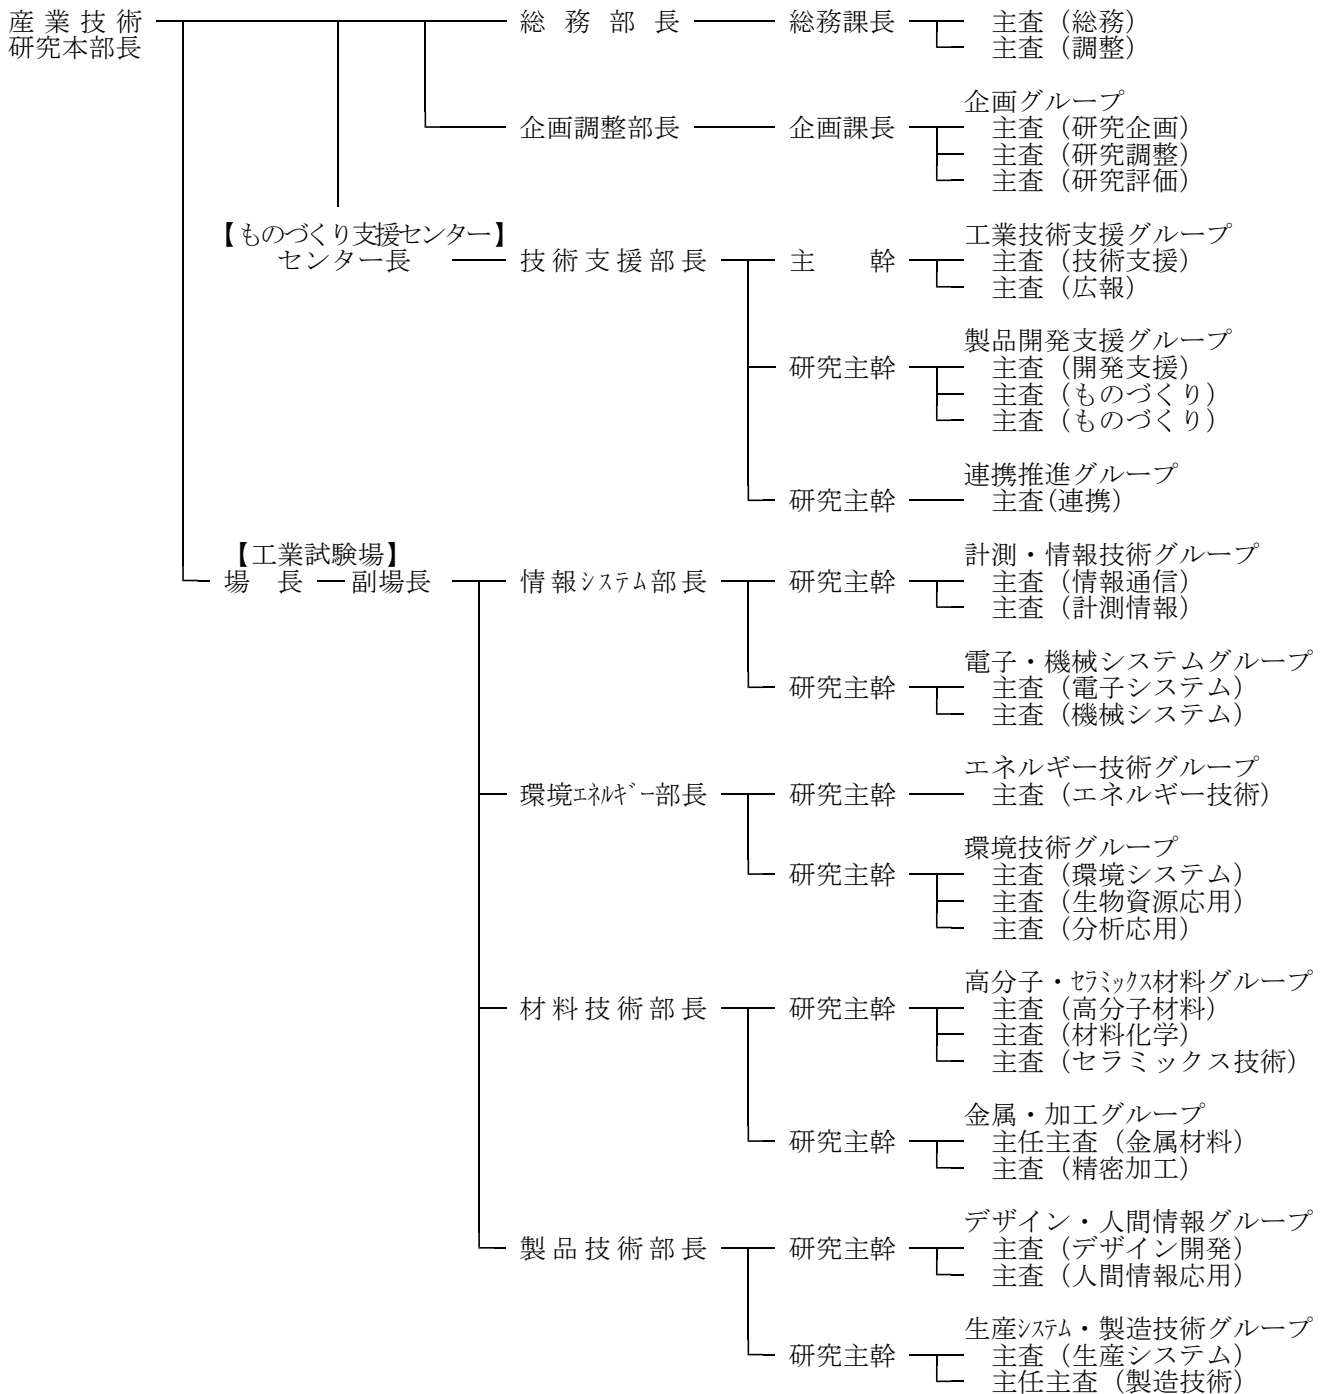 産業技術 総務部長 総務課長 主査（総務）
研究本部長 主査（調整）
企画グループ
企画調整部長 企画課長 主査（研究企画）
主査（研究調整）
主査（研究評価）
【ものづくり支援センター】 工業技術支援グループ
センター長 技術支援部長 主幹 主査（技術支援）
主査（広報）
製品開発支援グループ
研究主幹 主査（開発支援）
主査（ものづくり）
主査（ものづくり）
連携推進グループ
研究主幹 主査(連携）
【工業試験場】 計測・情報技術グループ
場長 副場長 情報ｼｽﾃﾑ部長 研究主幹 主査（情報通信）
主査（計測情報）
電子・機械システムグループ
研究主幹 主査（電子システム）
主査（機械システム）
エネルギー技術グループ
環境ｴﾈﾙｷﾞｰ部長 研究主幹 主査（エネルギー技術）
環境技術グループ
研究主幹 主査（環境システム）
主査（生物資源応用）
主査（分析応用）
高分子・ｾﾗﾐｯｸｽ材料グループ
材料技術部長 研究主幹 主査（高分子材料）
主査（材料化学）
主査（セラミックス技術）
金属・加工グループ
研究主幹 主任主査（金属材料）
主査（精密加工）
デザイン・人間情報グループ
製品技術部長 研究主幹 主査（デザイン開発）
主査（人間情報応用）
生産ｼｽﾃﾑ・製造技術グループ
研究主幹 主査（生産システム）
主任主査（製造技術）